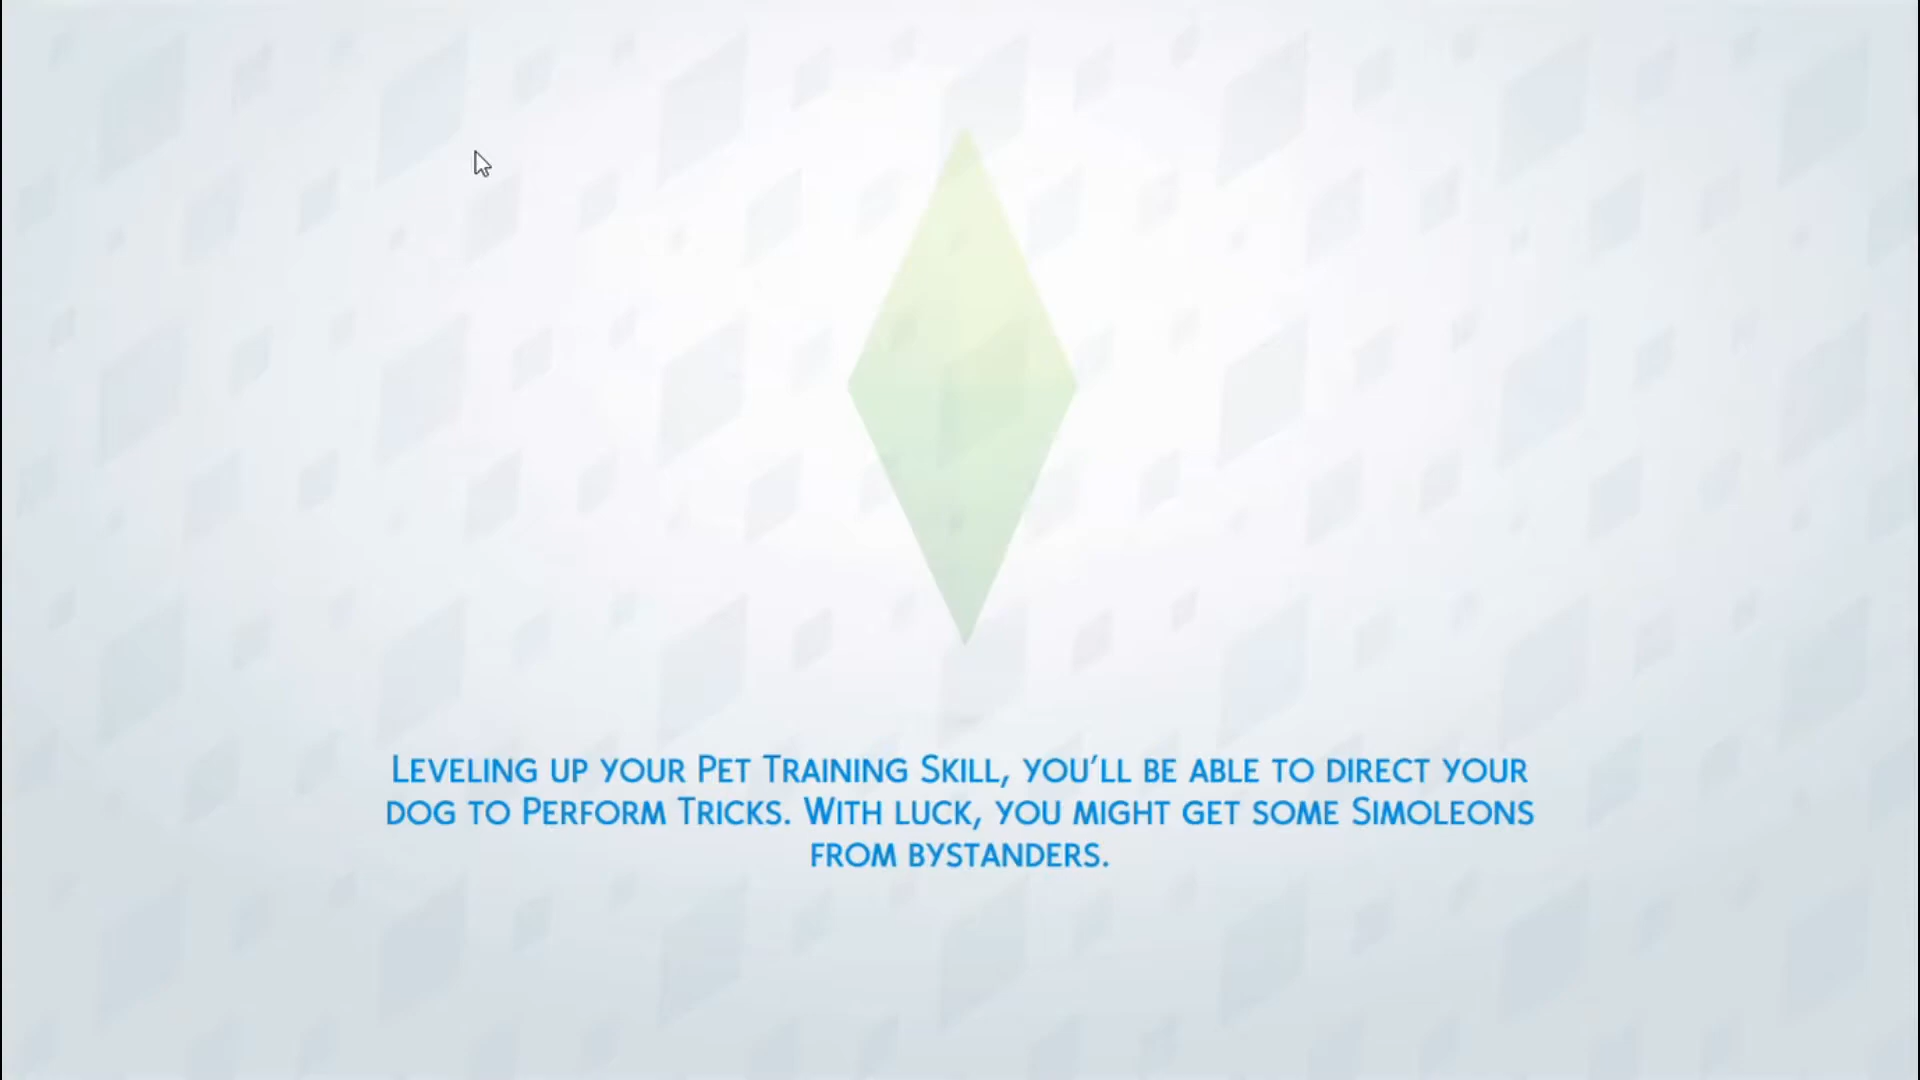 Leveling up your Pet Training Skill, you'll be able to direct your
dog to Perform Tricks. With luck, you might get some Simoleons
from bystanders.